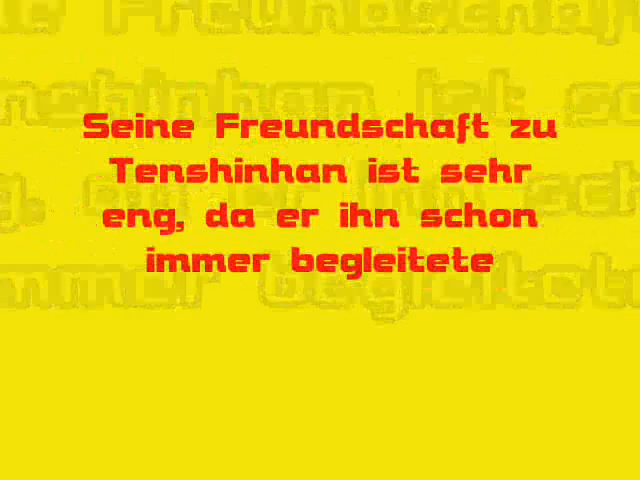 Seine Freundschaft zu
Tenshinhan ist sehr
eng, da er ihn schon
immer begleitete